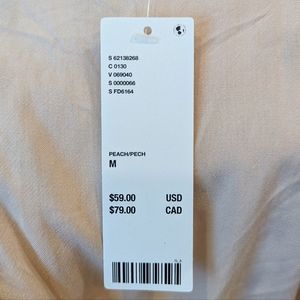 S 62138268
C 0130
V 069040
S 0000066
S FD6164
PEACH/PECH
M
$59.00 USD
$79.00 CAD